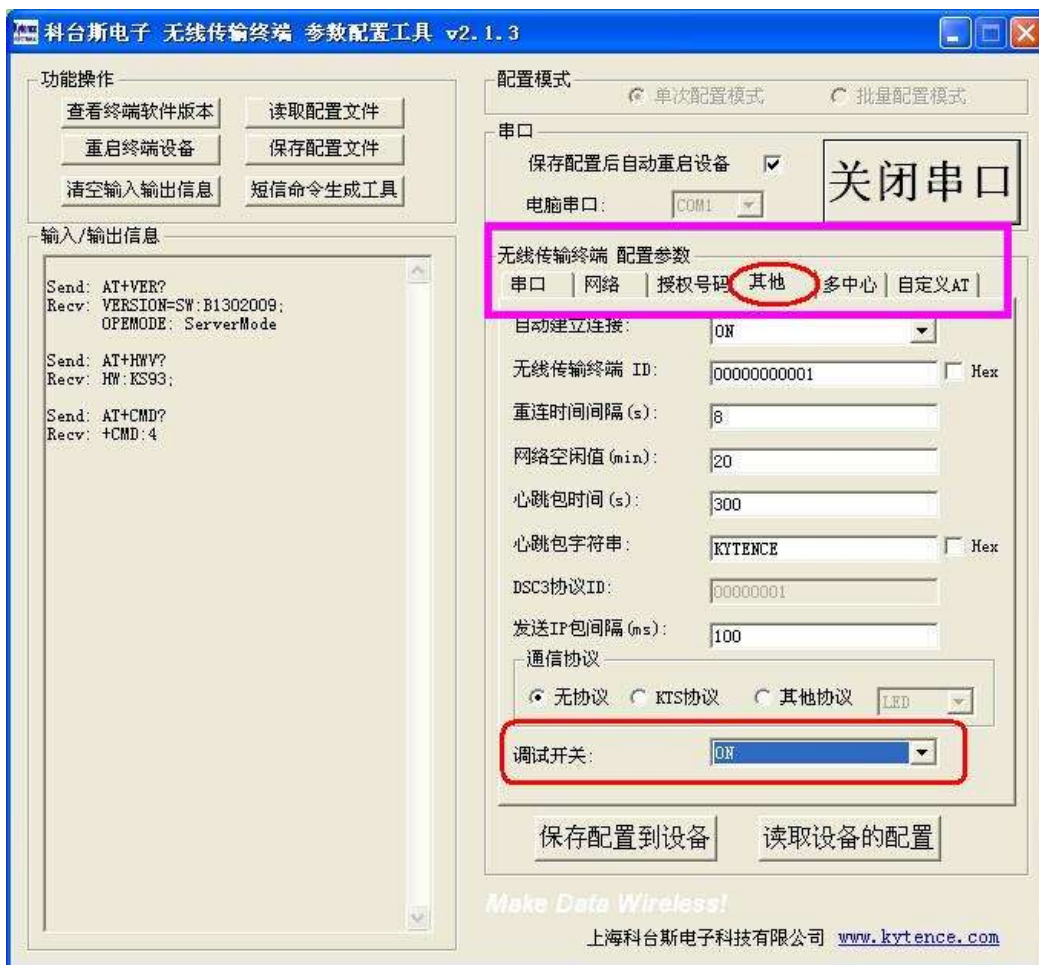 科台斯电子 无线传输终端 参数配置工具 v2.1.3
功能操作
查看终端软件版本 读取配置文件
重启终端设备 保存配置文件
清空输入输出信息 短信命令生成工具
输入/输出信息
Send: AT+VER?
Recv: VERSION=SW:B1302009;
OPEMODE: ServerMode
Send: AT+HWV?
Recv: HW:KS93;
Send: AT+CMD?
Recv: +CMD:4
配置模式
单次配置模式 批量配置模式
串口
保存配置后自动重启设备
电脑串口: COM1
关闭串口
无线传输终端 配置参数
串口 网络 授权号码 其他 多中心 自定义AT
自动建立连接: ON
无线传输终端 ID: 00000000001 Hex
重连时间间隔(s): 8
网络空闲值(min): 20
心跳包时间(s): 300
心跳包字符串: KYTENCE Hex
DSC3协议ID: 00000001
发送IP包间隔(ms): 100
通信协议
无协议 KTS协议 其他协议 LED
调试开关: ON
保存配置到设备 读取设备的配置
Make Data Wireless!
上海科台斯电子科技有限公司 www.kytence.com